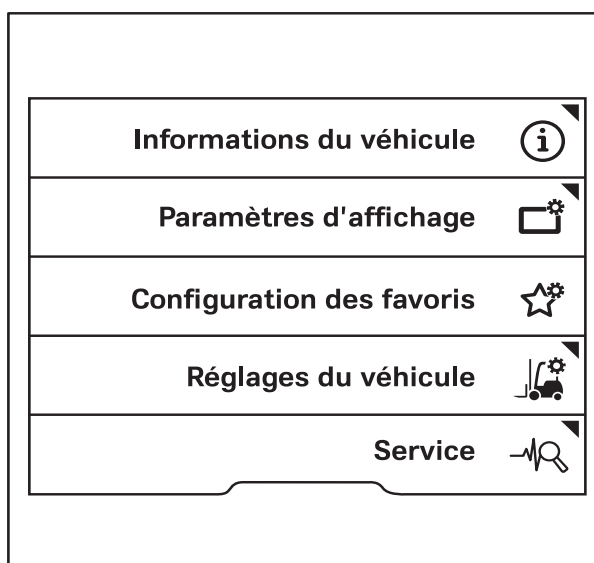 Informations du véhicule
Paramètres d'affichage
Configuration des favoris
Réglages du véhicule
Service